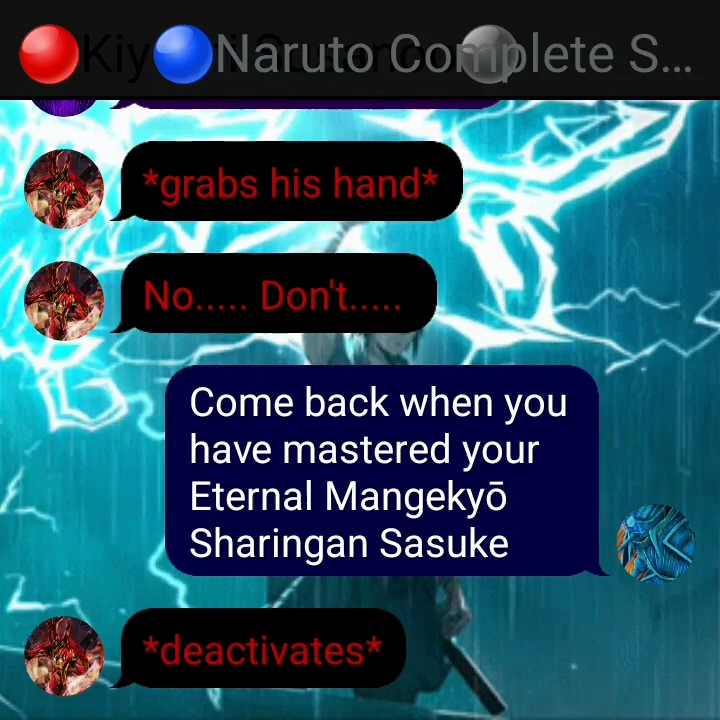 Naruto Complete S...
*grabs his hand*
No..... Don't.....
Come back when you
have mastered your
Eternal Mangekyō
Sharingan Sasuke
*deactivates*